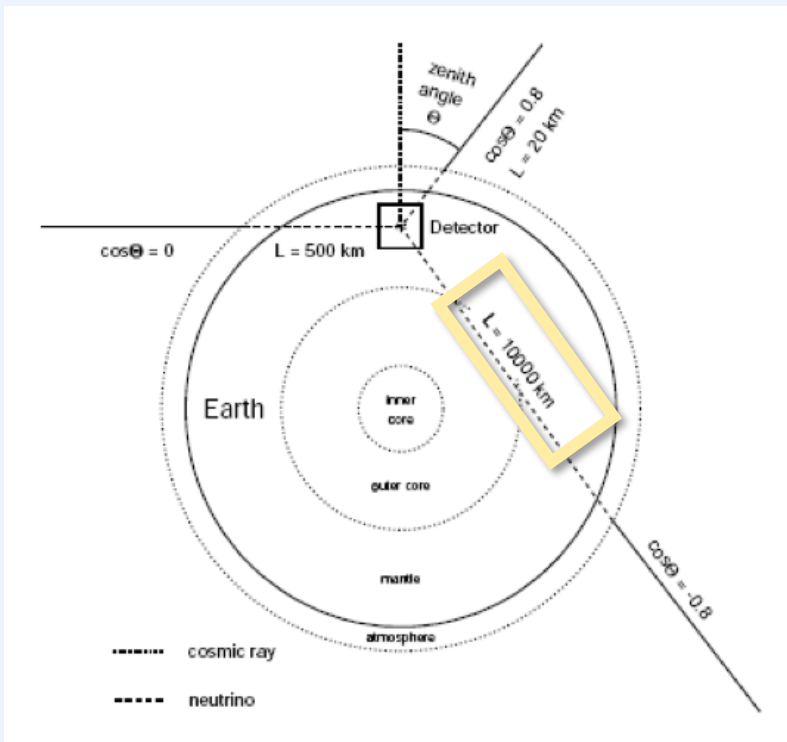 zenith
angle
Θ
cosΘ = 0.8
L = 20 km
Detector
cosΘ = 0
L = 500 km
L = 10000 km
Earth
inner
core
outer core
mantle
atmosphere
cosΘ = -0.8
cosmic ray
neutrino